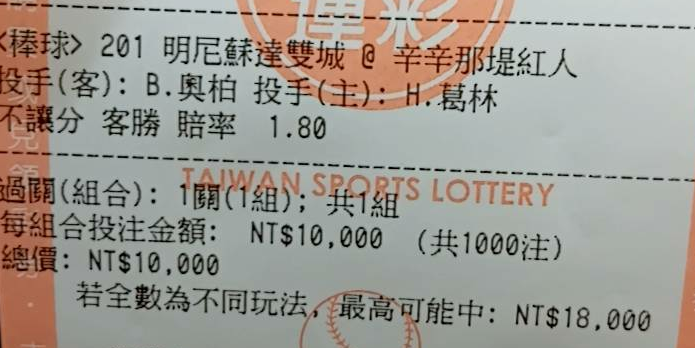 運彩
<棒球> 201 明尼蘇達雙城 @ 辛辛那堤紅人
投手(客): B.奧柏 投手(主): H.葛林
不讓分 客勝 賠率 1.80
TAIWAN SPORTS LOTTERY
過關(組合): 1關(1組); 共1組
每組合投注金額: NT$10,000 (共1000注)
總價: NT$10,000
若全數為不同玩法, 最高可能中: NT$18,000